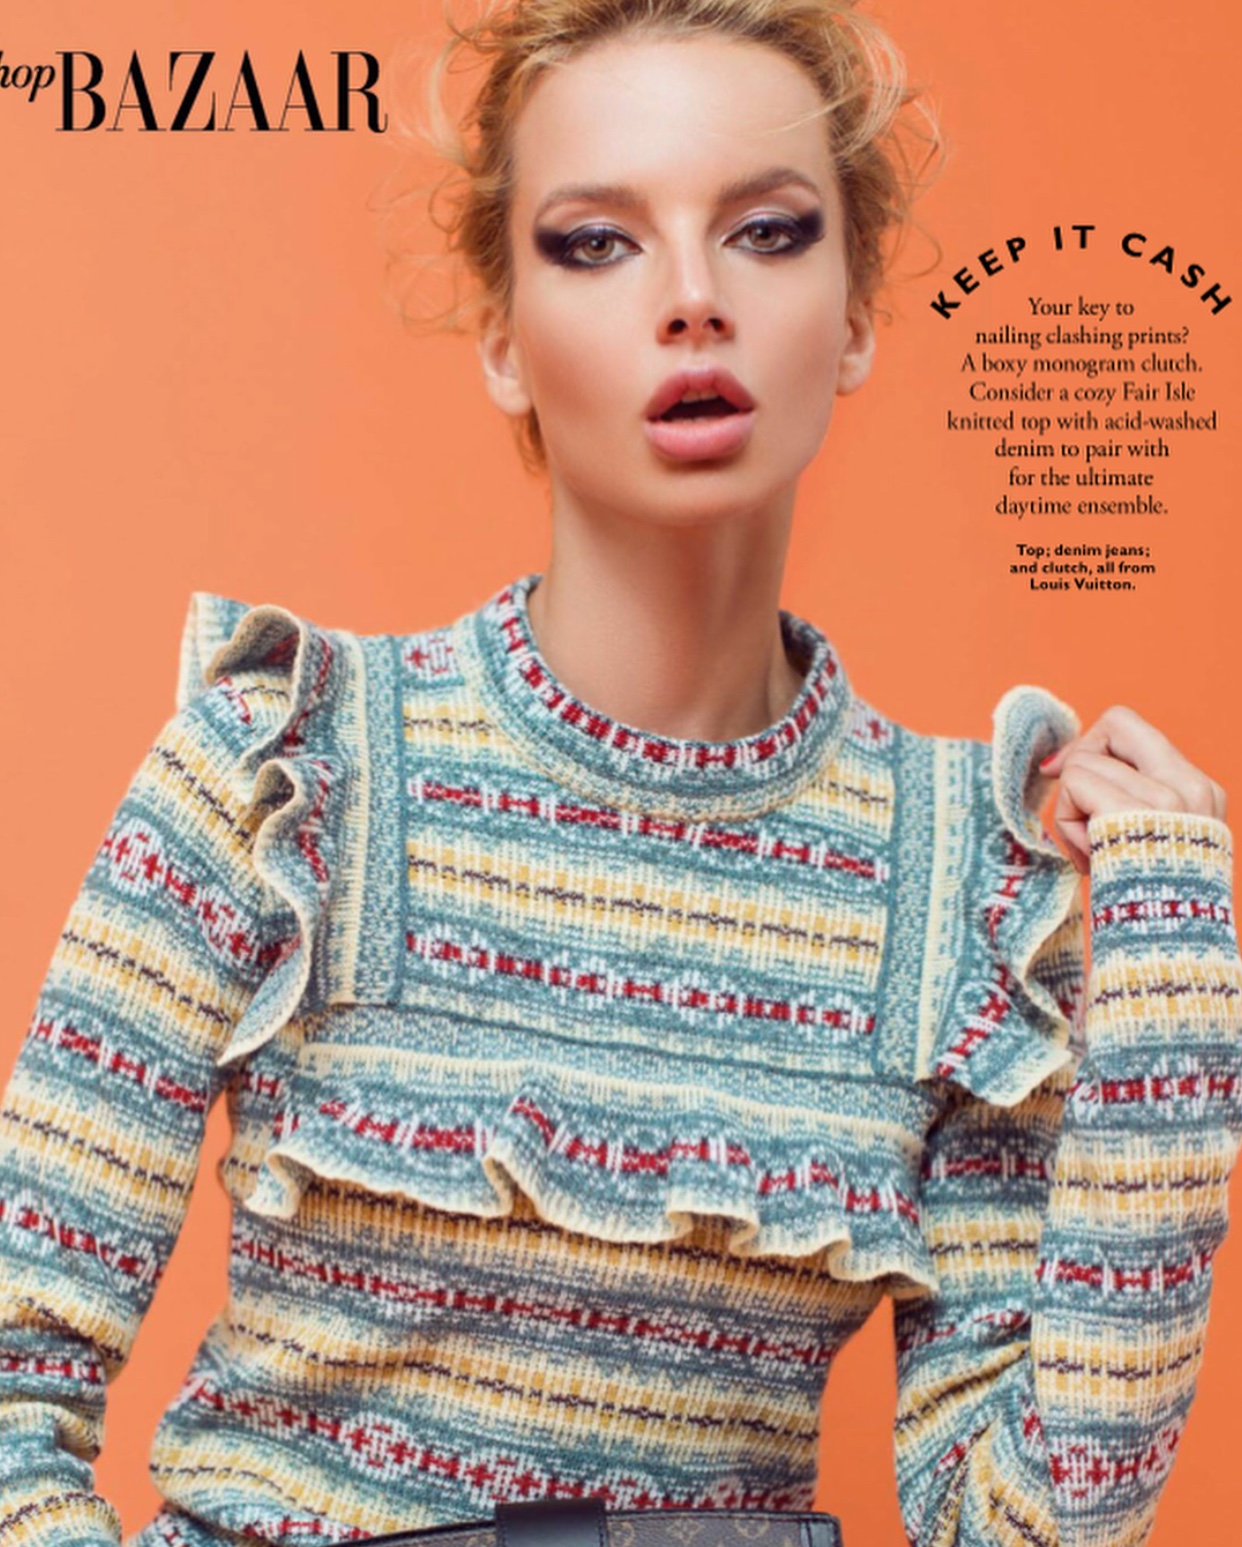 hop BAZAAR
KEEP IT CASH
Your key to
nailing clashing prints?
A boxy monogram clutch.
Consider a cozy Fair Isle
knitted top with acid-washed
denim to pair with
for the ultimate
daytime ensemble.
Top; denim jeans;
and clutch, all from
Louis Vuitton.